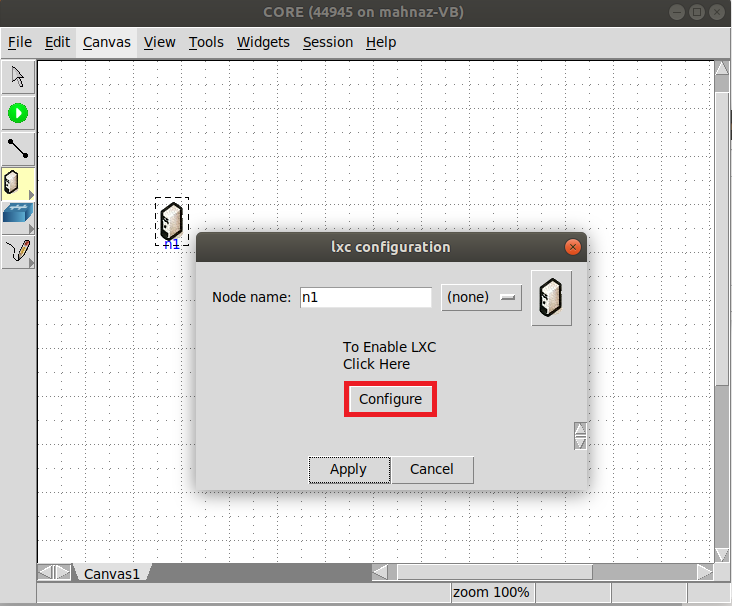 CORE (44945 on mahnaz-VB)
File Edit Canvas View Tools Widgets Session Help
n1
lxc configuration
Node name: n1 (none)
To Enable LXC
Click Here
Configure
Apply Cancel
Canvas1
zoom 100%